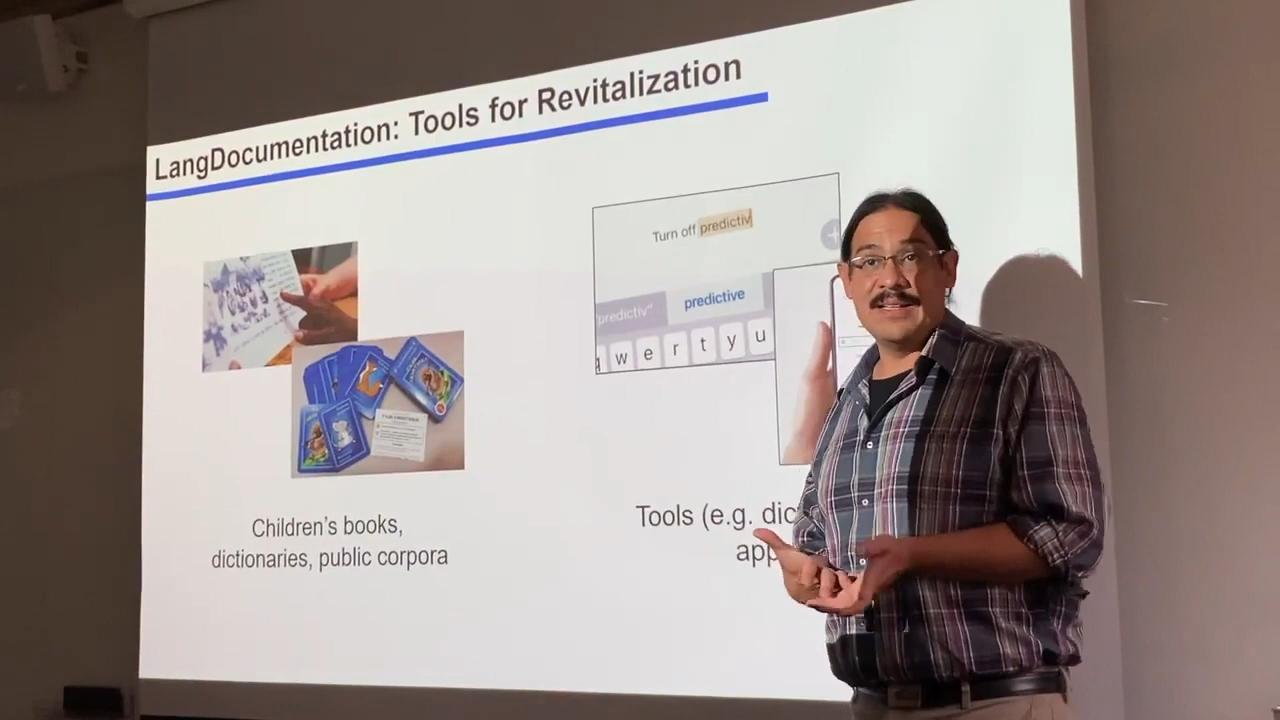 LangDocumentation: Tools for Revitalization
Turn off predictiv
"predictiv"
predictive
q w e r t y u
Children's books,
dictionaries, public corpora
Tools (e.g. dic
app